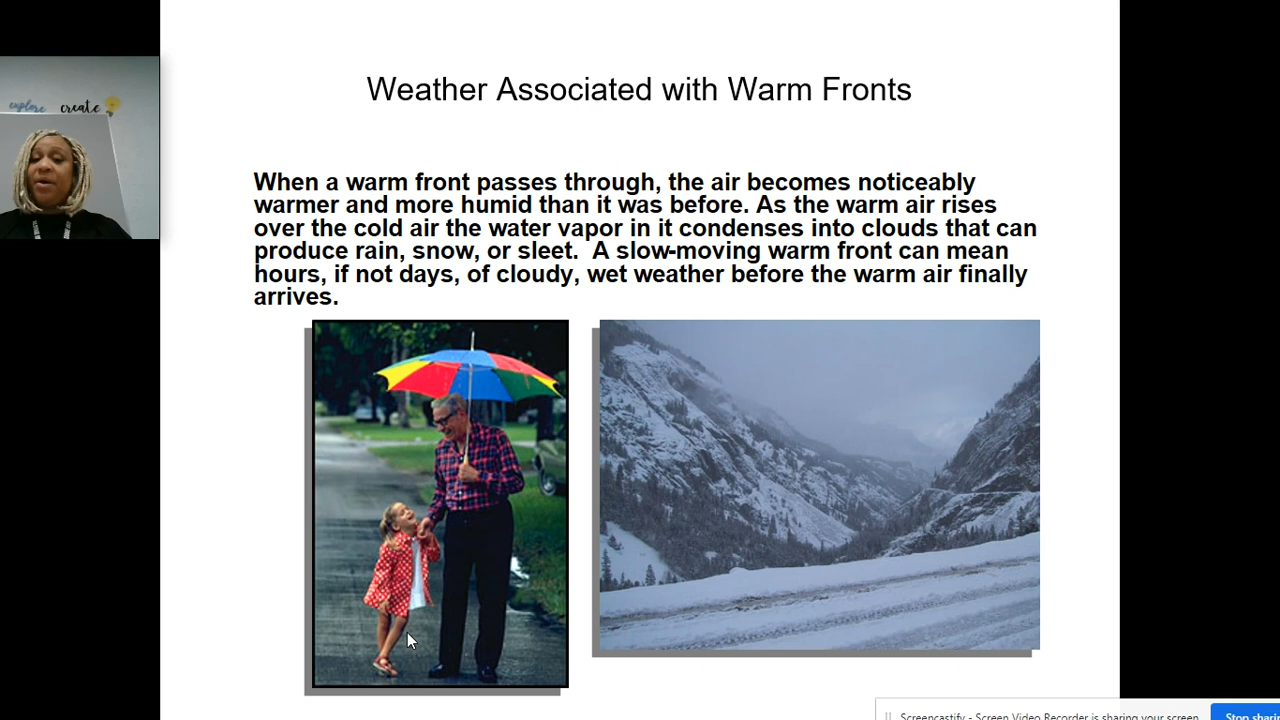 explore create
Weather Associated with Warm Fronts
When a warm front passes through, the air becomes noticeably
warmer and more humid than it was before. As the warm air rises
over the cold air the water vapor in it condenses into clouds that can
produce rain, snow, or sleet.  A slow-moving warm front can mean
hours, if not days, of cloudy, wet weather before the warm air finally
arrives.
Screencastify - Screen Video Recorder is sharing your screen.
Stop shari